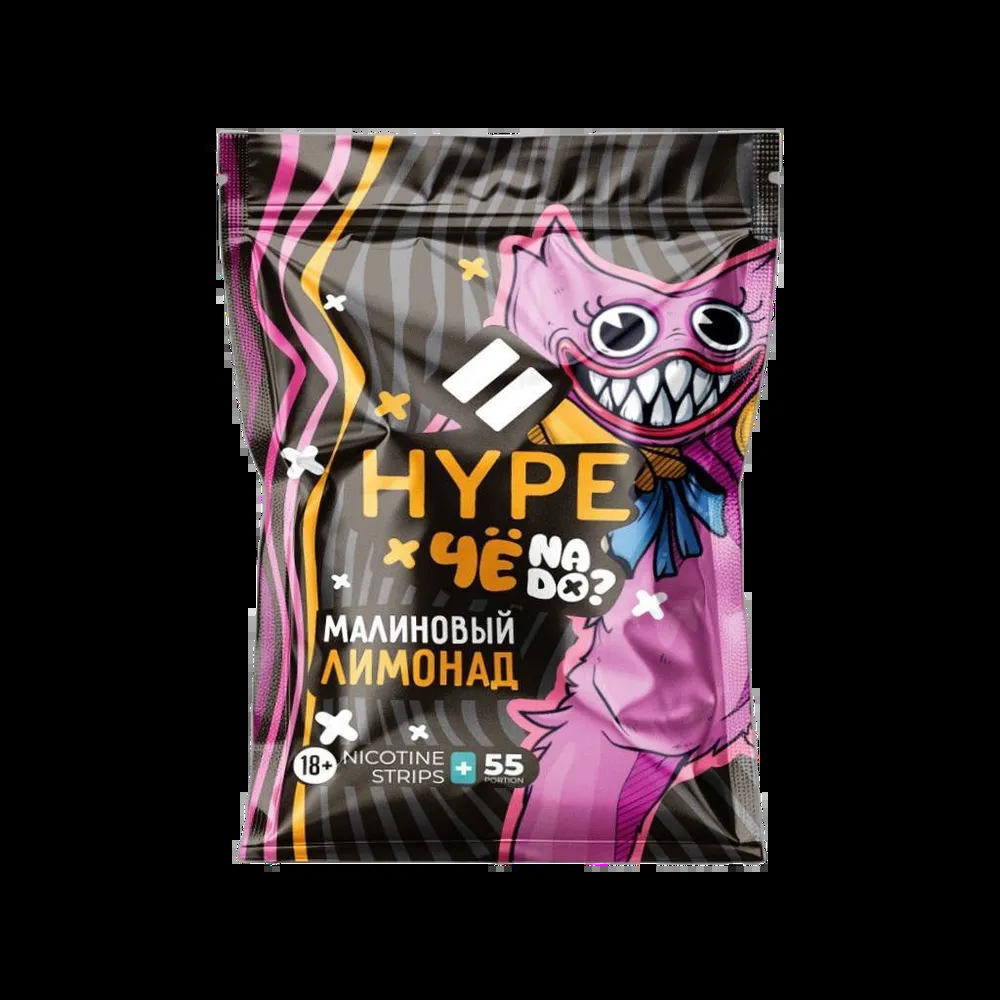 HYPE
ЧЁ NA DO?
МАЛИНОВЫЙ
ЛИМОНАД
18+ NICOTINE STRIPS + 55 PORTION